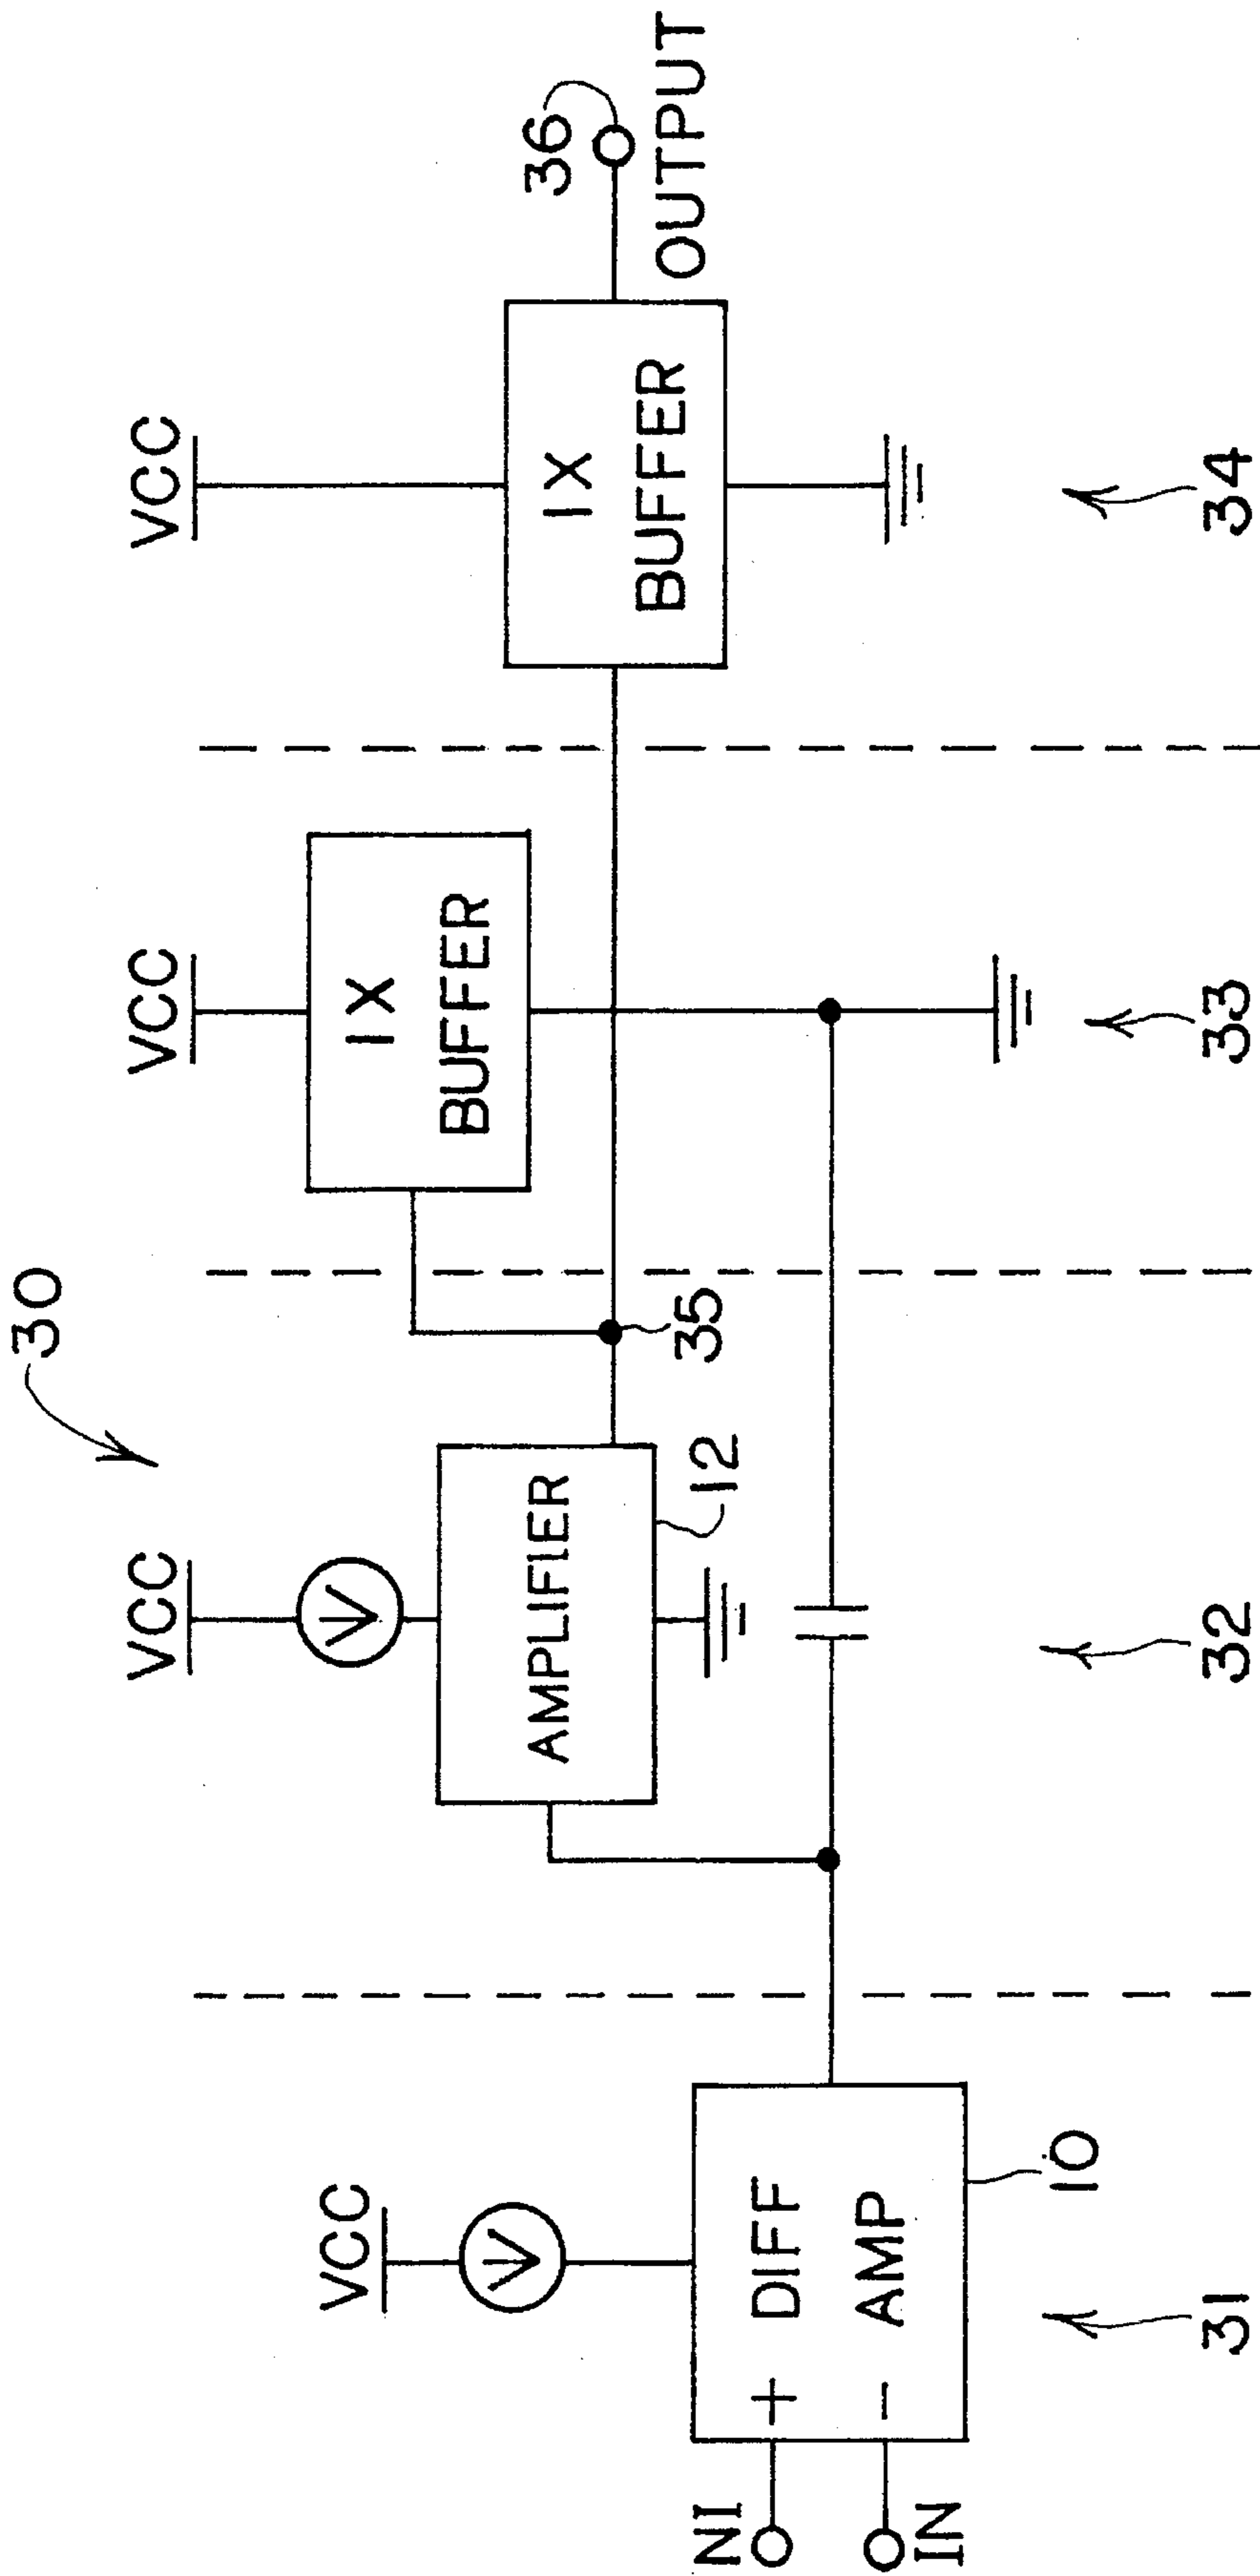 30
VCC
VCC
VCC
VCC
36
1X
BUFFER
1X
BUFFER
OUTPUT
AMPLIFIER
35
12
NI
+
DIFF
-
AMP
IN
10
31
32
33
34